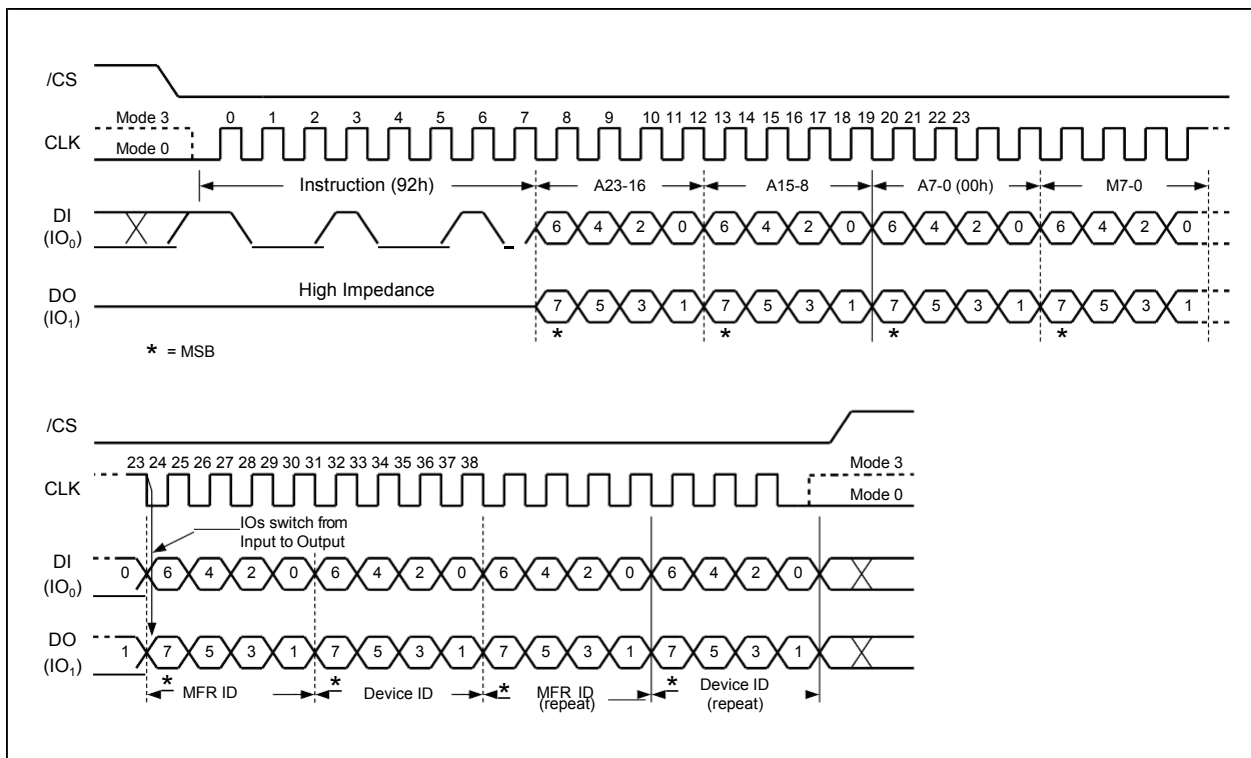 /CS
Mode 3
0 1 2 3 4 5 6 7 8 9 10 11 12 13 14 15 16 17 18 19 20 21 22 23
CLK
Mode 0
Instruction (92h) A23-16 A15-8 A7-0 (00h) M7-0
DI
(IO0)
6 4 2 0 6 4 2 0 6 4 2 0 6 4 2 0
High Impedance
DO
(IO1)
7 5 3 1 7 5 3 1 7 5 3 1 7 5 3 1
* * * *
* = MSB
/CS
23 24 25 26 27 28 29 30 31 32 33 34 35 36 37 38
Mode 3
CLK
Mode 0
IOs switch from
Input to Output
DI
(IO0)
0 6 4 2 0 6 4 2 0 6 4 2 0 6 4 2 0
DO
(IO1)
1 7 5 3 1 7 5 3 1 7 5 3 1 7 5 3 1
* * * *
MFR ID Device ID MFR ID
(repeat)
Device ID
(repeat)